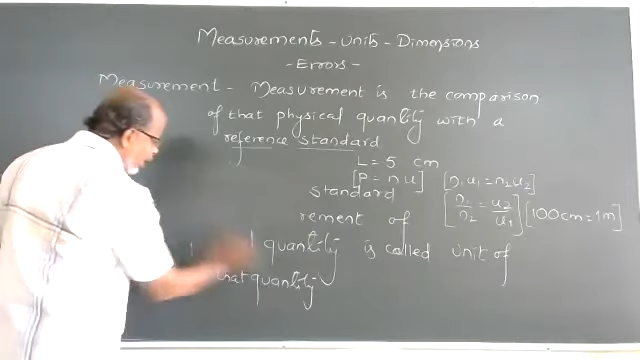 Measurements - Units - Dimensions
- Errors -
Measurement - Measurement is the comparison
of that physical quantity with a
reference standard
L = 5 cm
[P = n u] [n₁u₁ = n₂u₂]
standard
[n₁/n₂ = u₂/u₁] [100cm = 1m]
rement of
quantity is called unit of
that quantity